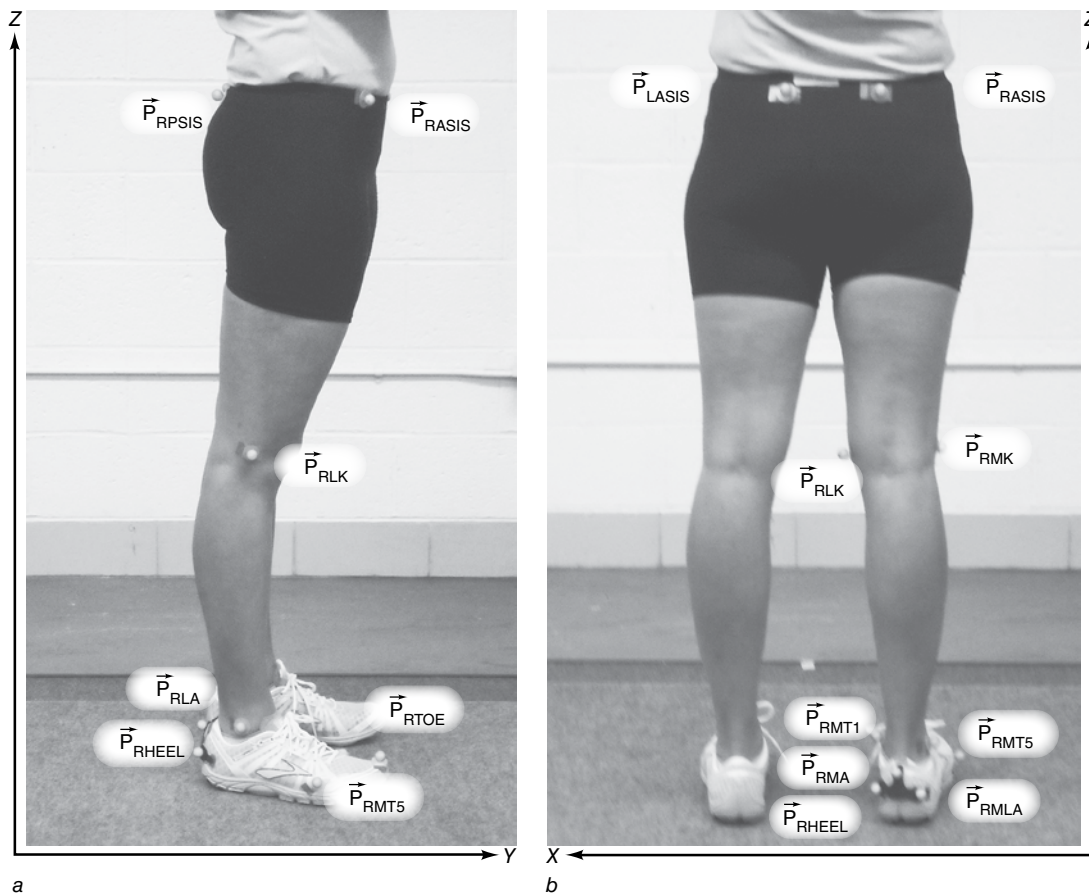 Z
P RPSIS
P RASIS
P RLK
P RLA
P RTOE
P RHEEL
P RMT5
Y
a
Z
P LASIS
P RASIS
P RMK
P RLK
P RMT1
P RMT5
P RMA
P RMLA
P RHEEL
X
b